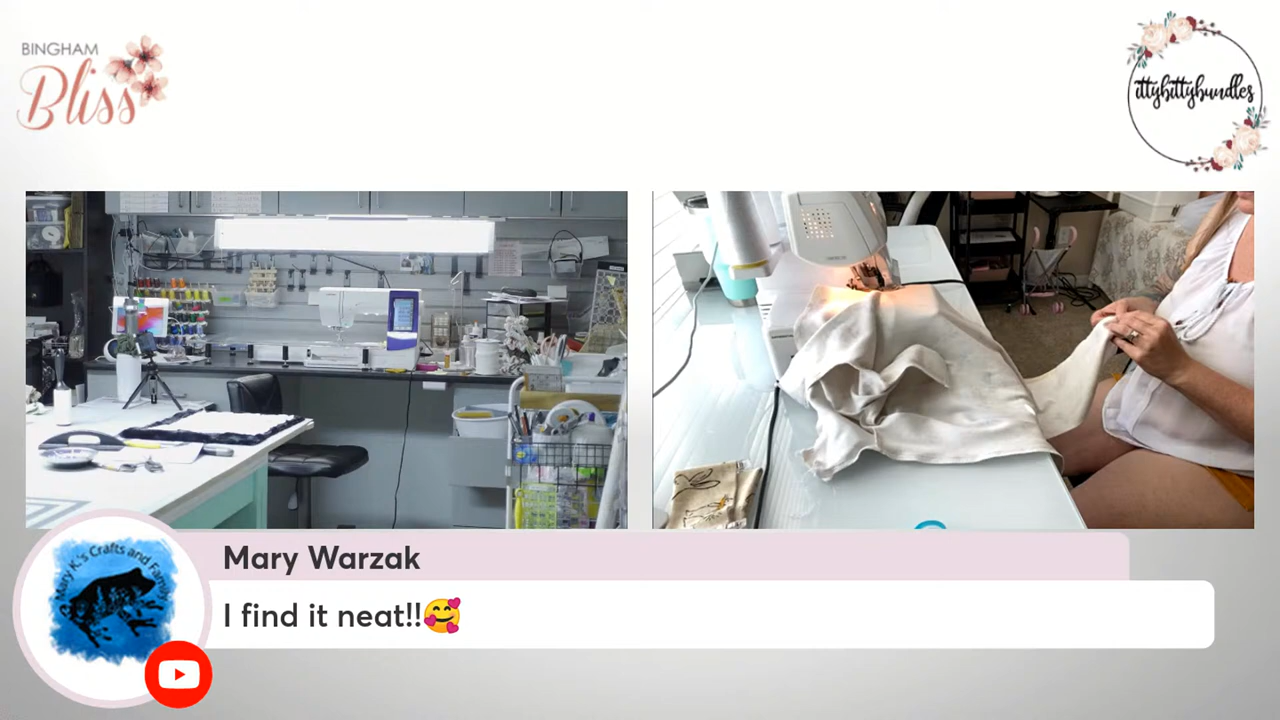 BINGHAM
Bliss
ittybittybundles
Mary K.'s Crafts and Family
Mary Warzak
I find it neat!!🥰